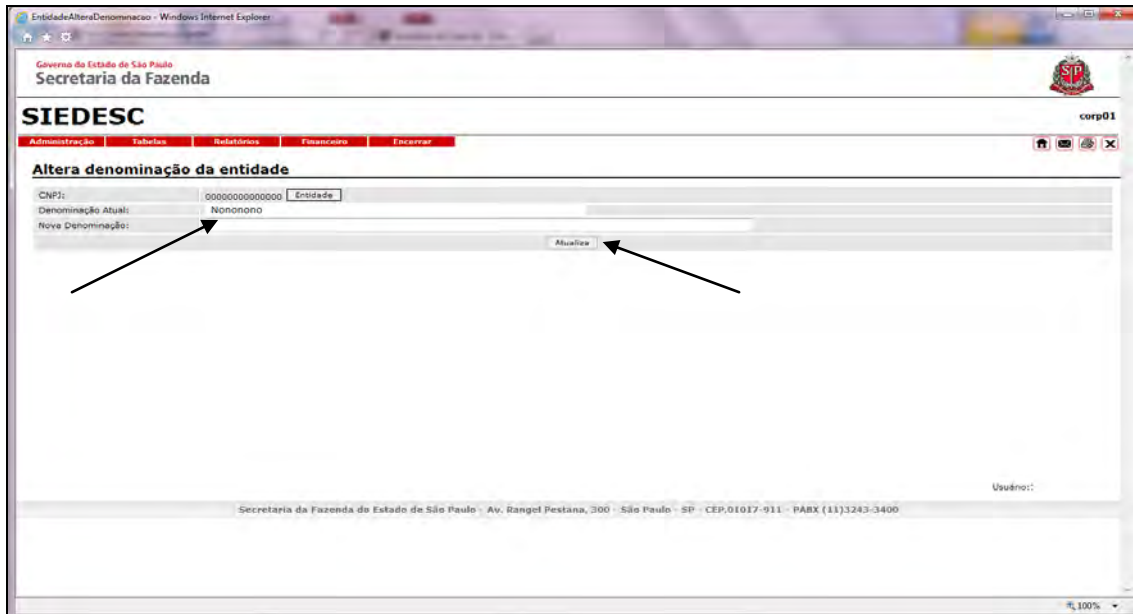 EntidadeAlteraDenominacao - Windows Internet Explorer
Governo do Estado de São Paulo
Secretaria da Fazenda
SP
SIEDESC
corp01
Administração Tabelas Relatórios Financeiro Encerrar
Altera denominação da entidade
CNPJ: 00000000000000 Entidade
Denominação Atual: Nononono
Nova Denominação:
Atualiza
Usuário::
Secretaria da Fazenda do Estado de São Paulo - Av. Rangel Pestana, 300 - São Paulo - SP - CEP.01017-911 - PABX (11)3243-3400
100%